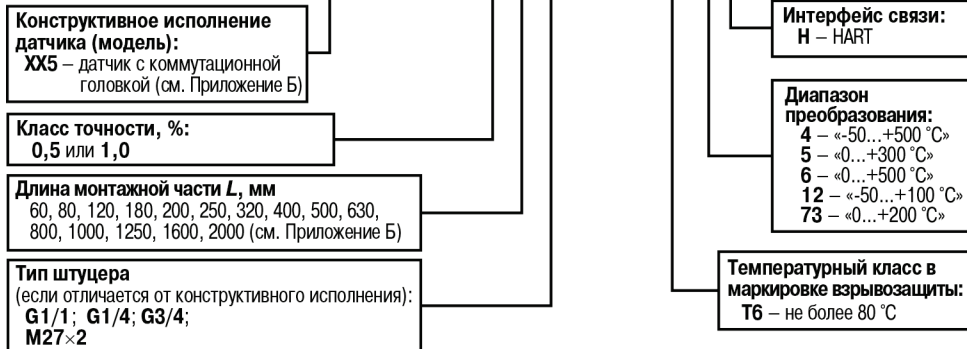 Конструктивное исполнение
датчика (модель):
XX5 – датчик с коммутационной
головкой (см. Приложение Б)
Класс точности, %:
0,5 или 1,0
Длина монтажной части L, мм
60, 80, 120, 180, 200, 250, 320, 400, 500, 630,
800, 1000, 1250, 1600, 2000 (см. Приложение Б)
Тип штуцера
(если отличается от конструктивного исполнения):
G1/1; G1/4; G3/4;
M27×2
Интерфейс связи:
H – HART
Диапазон
преобразования:
4 – «-50...+500 °С»
5 – «0...+300 °С»
6 – «0...+500 °С»
12 – «-50...+100 °С»
73 – «0...+200 °С»
Температурный класс в
маркировке взрывозащиты:
Т6 – не более 80 °С